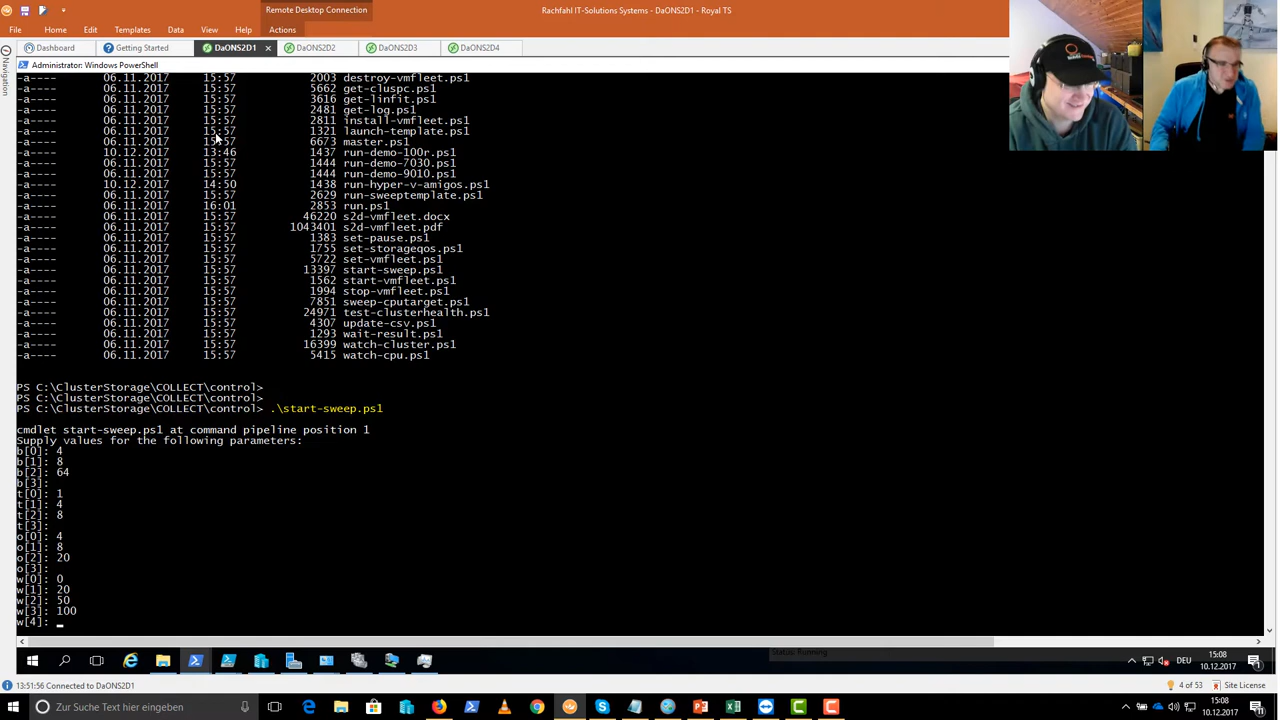 Remote Desktop Connection
Rachfahl IT-Solutions Systems - DaONS2D1 - Royal TS
File Home Edit Templates Data View Help Actions
Dashboard Getting Started DaONS2D1 × DaONS2D2 DaONS2D3 DaONS2D4
Navigation
Administrator: Windows PowerShell
-a---- 06.11.2017 15:57 2003 destroy-vmfleet.ps1
-a---- 06.11.2017 15:57 5662 get-cluspc.ps1
-a---- 06.11.2017 15:57 3616 get-linfit.ps1
-a---- 06.11.2017 15:57 2481 get-log.ps1
-a---- 06.11.2017 15:57 2811 install-vmfleet.ps1
-a---- 06.11.2017 15:57 1321 launch-template.ps1
-a---- 06.11.2017 15:57 6673 master.ps1
-a---- 10.12.2017 13:46 1437 run-demo-100r.ps1
-a---- 06.11.2017 15:57 1444 run-demo-7030.ps1
-a---- 06.11.2017 15:57 1444 run-demo-9010.ps1
-a---- 10.12.2017 14:50 1438 run-hyper-v-amigos.ps1
-a---- 06.11.2017 15:57 2629 run-sweeptemplate.ps1
-a---- 06.11.2017 16:01 2853 run.ps1
-a---- 06.11.2017 15:57 46220 s2d-vmfleet.docx
-a---- 06.11.2017 15:57 1043401 s2d-vmfleet.pdf
-a---- 06.11.2017 15:57 1383 set-pause.ps1
-a---- 06.11.2017 15:57 1755 set-storageqos.ps1
-a---- 06.11.2017 15:57 5722 set-vmfleet.ps1
-a---- 06.11.2017 15:57 13397 start-sweep.ps1
-a---- 06.11.2017 15:57 1562 start-vmfleet.ps1
-a---- 06.11.2017 15:57 1994 stop-vmfleet.ps1
-a---- 06.11.2017 15:57 7851 sweep-cputarget.ps1
-a---- 06.11.2017 15:57 24971 test-clusterhealth.ps1
-a---- 06.11.2017 15:57 4307 update-csv.ps1
-a---- 06.11.2017 15:57 1293 wait-result.ps1
-a---- 06.11.2017 15:57 16399 watch-cluster.ps1
-a---- 06.11.2017 15:57 5415 watch-cpu.ps1
PS C:\ClusterStorage\COLLECT\control>
PS C:\ClusterStorage\COLLECT\control>
PS C:\ClusterStorage\COLLECT\control> .\start-sweep.ps1
cmdlet start-sweep.ps1 at command pipeline position 1
Supply values for the following parameters:
b[0]: 4
b[1]: 8
b[2]: 64
b[3]:
t[0]: 1
t[1]: 4
t[2]: 8
t[3]:
o[0]: 4
o[1]: 8
o[2]: 20
o[3]:
w[0]: 0
w[1]: 20
w[2]: 50
w[3]: 100
w[4]: _
Status: Running
DEU 15:08
10.12.2017
13:51:56 Connected to DaONS2D1
4 of 53 Site License
Zur Suche Text hier eingeben
DEU 15:08
10.12.2017